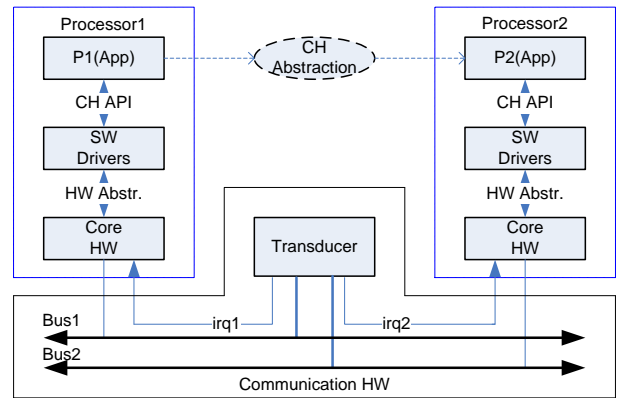 Processor1
Processor2
P1(App)
CH
Abstraction
P2(App)
CH API
CH API
SW
Drivers
SW
Drivers
HW Abstr.
HW Abstr.
Core
HW
Transducer
Core
HW
Bus1
irq1
irq2
Bus2
Communication HW